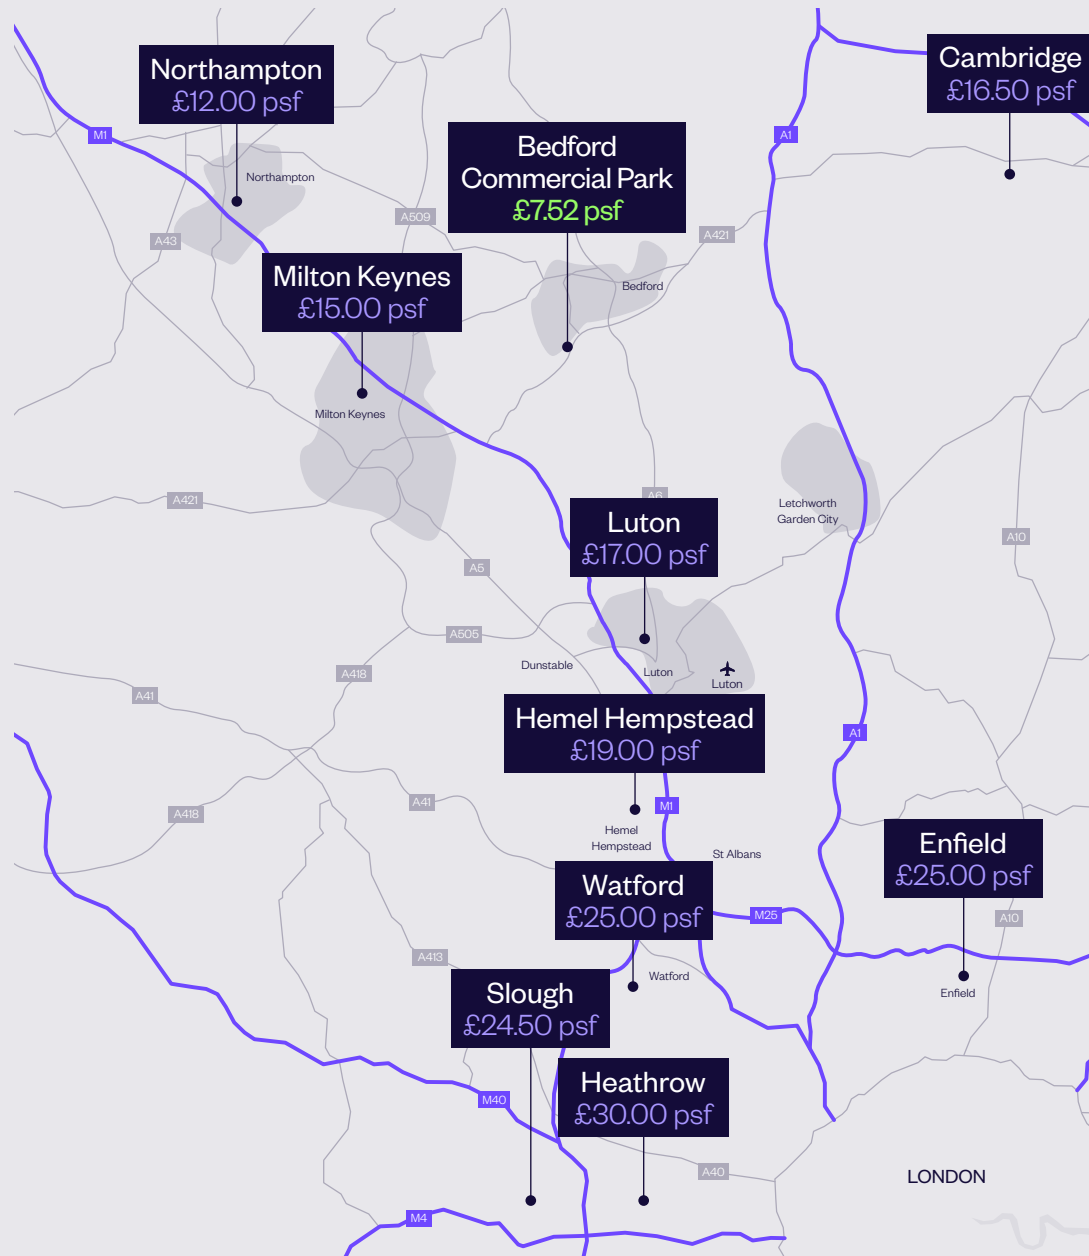 Northampton
£12.00 psf
Cambridge
£16.50 psf
M1
A1
Bedford
Commercial Park
£7.52 psf
Northampton
A509
A43
A421
Milton Keynes
£15.00 psf
Bedford
Milton Keynes
A421
A6
Letchworth
Garden City
Luton
£17.00 psf
A10
A5
A505
Dunstable
Luton
Luton
A418
A41
Hemel Hempstead
£19.00 psf
A1
A41
M1
A418
Hemel
Hempstead
St Albans
Enfield
£25.00 psf
Watford
£25.00 psf
M25
A10
A413
Watford
Enfield
Slough
£24.50 psf
Heathrow
£30.00 psf
M40
A40
LONDON
M4